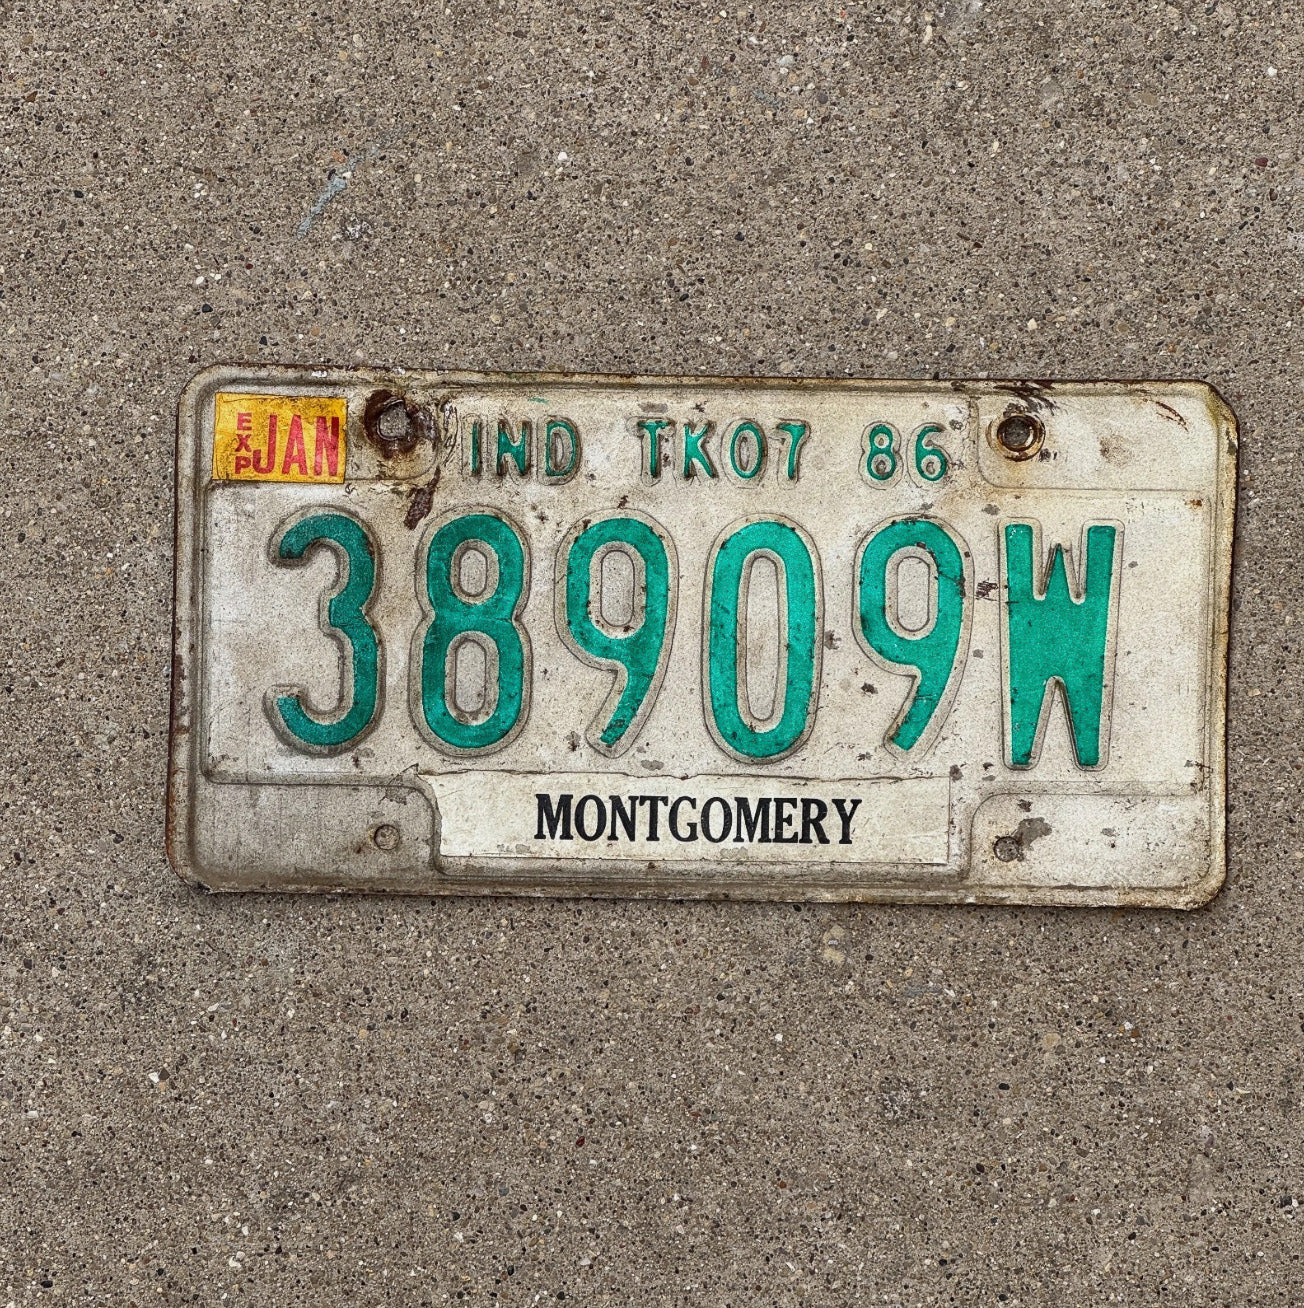 EXP JAN IND TK07 86
38909W
MONTGOMERY